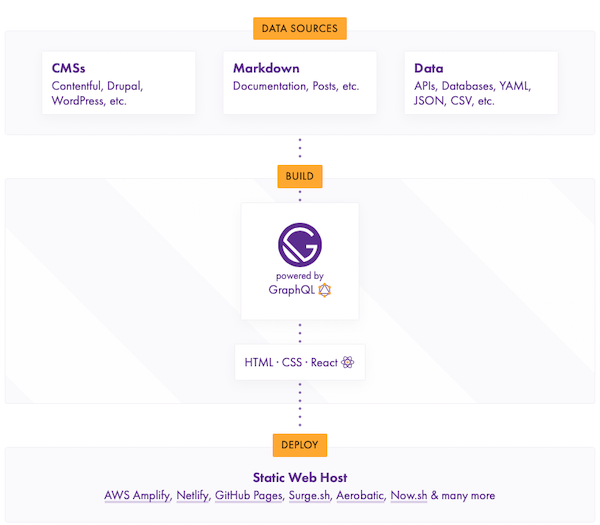 DATA SOURCES
CMSs
Contentful, Drupal,
WordPress, etc.
Markdown
Documentation, Posts, etc.
Data
APIs, Databases, YAML,
JSON, CSV, etc.
BUILD
powered by
GraphQL
HTML · CSS · React
DEPLOY
Static Web Host
AWS Amplify, Netlify, GitHub Pages, Surge.sh, Aerobatic, Now.sh & many more